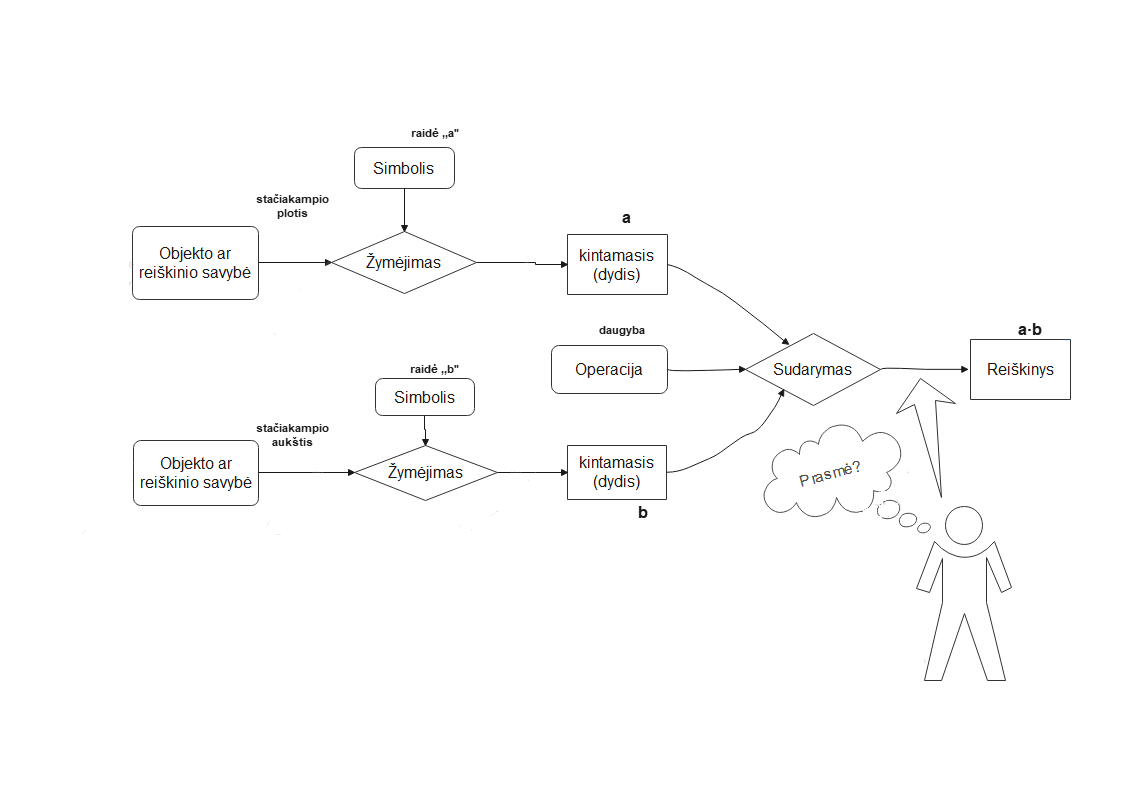 raidė ,,a"
Simbolis
stačiakampio
plotis
Objekto ar
reiškinio savybė
Žymėjimas
a
kintamasis
(dydis)
daugyba
Operacija
Sudarymas
a·b
Reiškinys
raidė ,,b"
Simbolis
stačiakampio
aukštis
Objekto ar
reiškinio savybė
Žymėjimas
kintamasis
(dydis)
b
Prasmė?